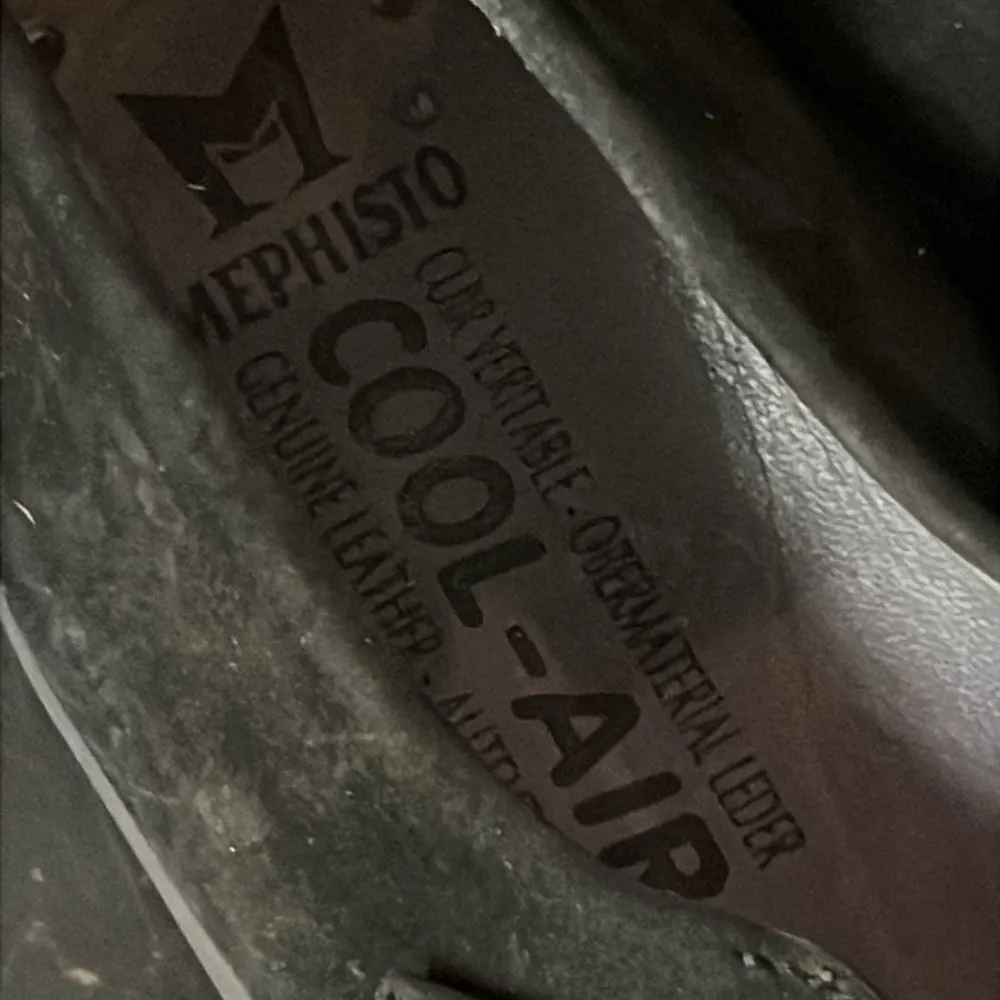 M
MEPHISTO
CUIR VERITABLE · OBERMATERIAL LEDER
COOL-AIR
GENUINE LEATHER ·